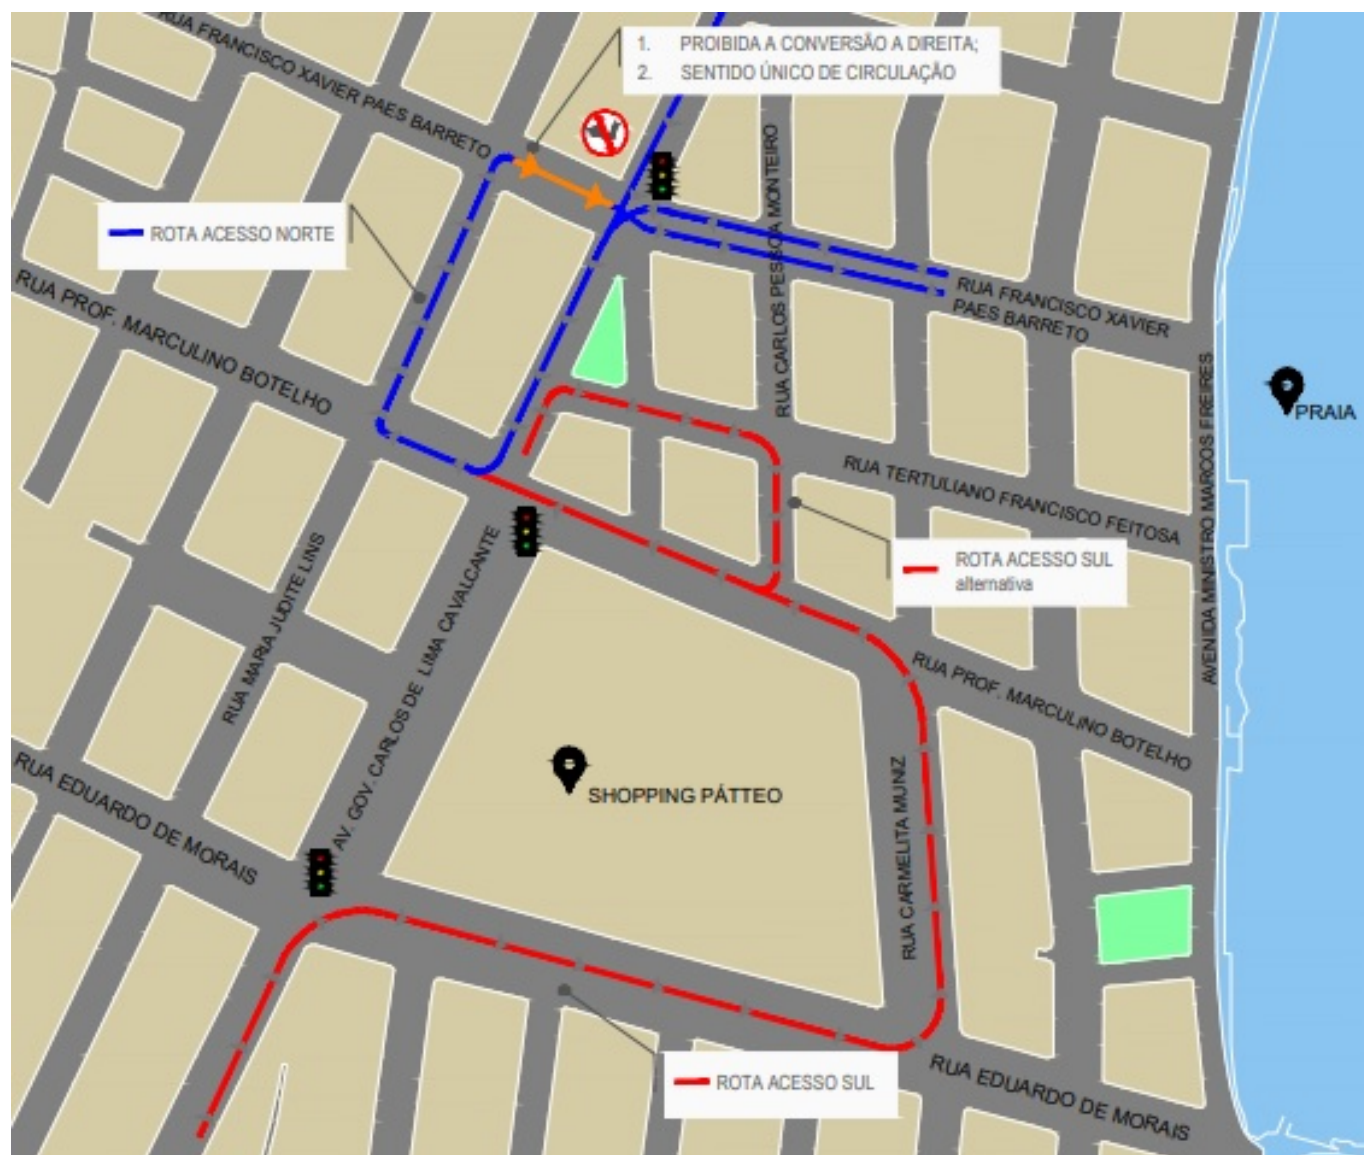 RUA FRANCISCO XAVIER PAES BARRETO
1. PROIBIDA A CONVERSÃO A DIREITA;
2. SENTIDO ÚNICO DE CIRCULAÇÃO
RUA CARLOS PESSOA MONTEIRO
ROTA ACESSO NORTE
RUA PROF. MARCULINO BOTELHO
RUA FRANCISCO XAVIER
PAES BARRETO
AVENIDA MINISTRO MARCOS FRERES
PRAIA
RUA TERTULIANO FRANCISCO FEITOSA
ROTA ACESSO SUL
alternativa
RUA MARIA JUDITE LINS
AV. GOV. CARLOS DE LIMA CAVALCANTE
RUA PROF. MARCULINO BOTELHO
SHOPPING PÁTTEO
RUA CARMELITA MUNIZ
RUA EDUARDO DE MORAIS
ROTA ACESSO SUL
RUA EDUARDO DE MORAIS